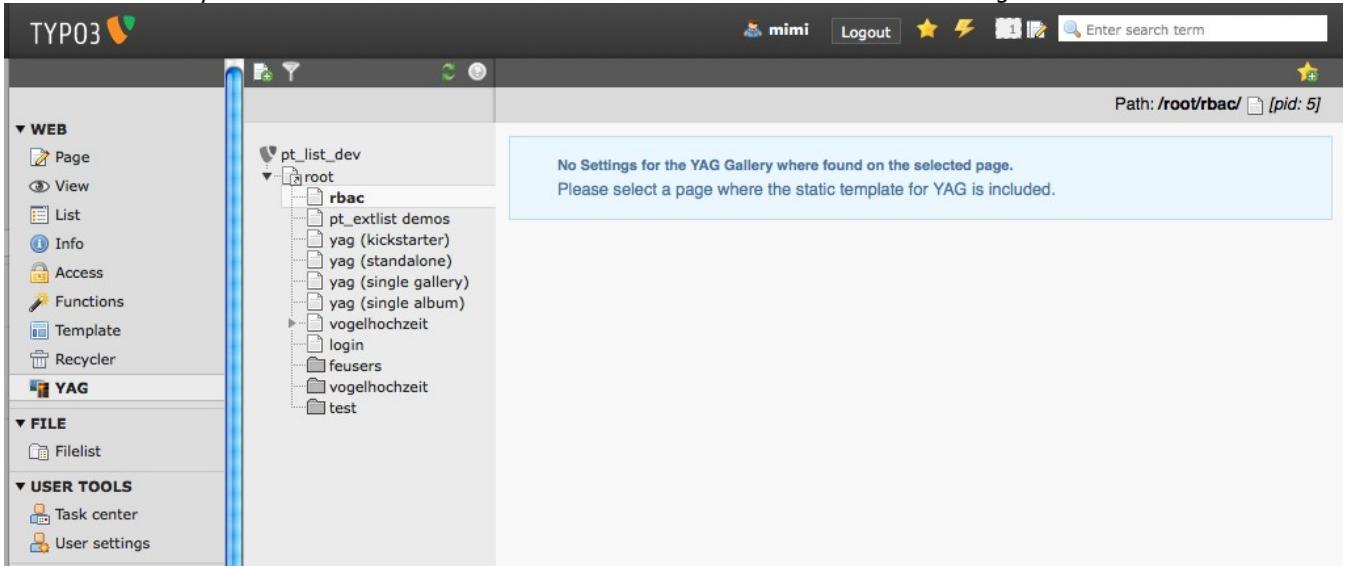 TYPO3
mimi
Logout
1
Enter search term
Path: /root/rbac/ [pid: 5]
WEB
Page
View
List
Info
Access
Functions
Template
Recycler
YAG
FILE
Filelist
USER TOOLS
Task center
User settings
pt_list_dev
root
rbac
pt_extlist demos
yag (kickstarter)
yag (standalone)
yag (single gallery)
yag (single album)
vogelhochzeit
login
feusers
vogelhochzeit
test
No Settings for the YAG Gallery where found on the selected page.
Please select a page where the static template for YAG is included.